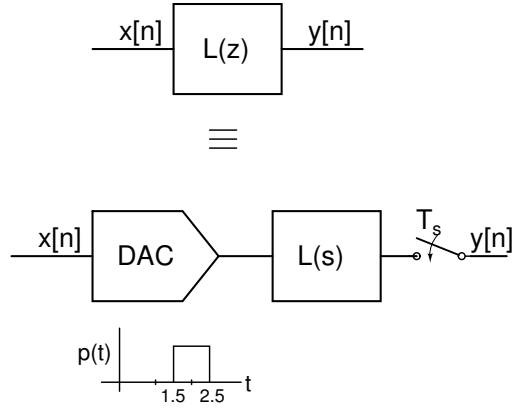 x[n] L(z) y[n]
≡
x[n] DAC L(s) T_s y[n]
p(t) t
1.5 2.5